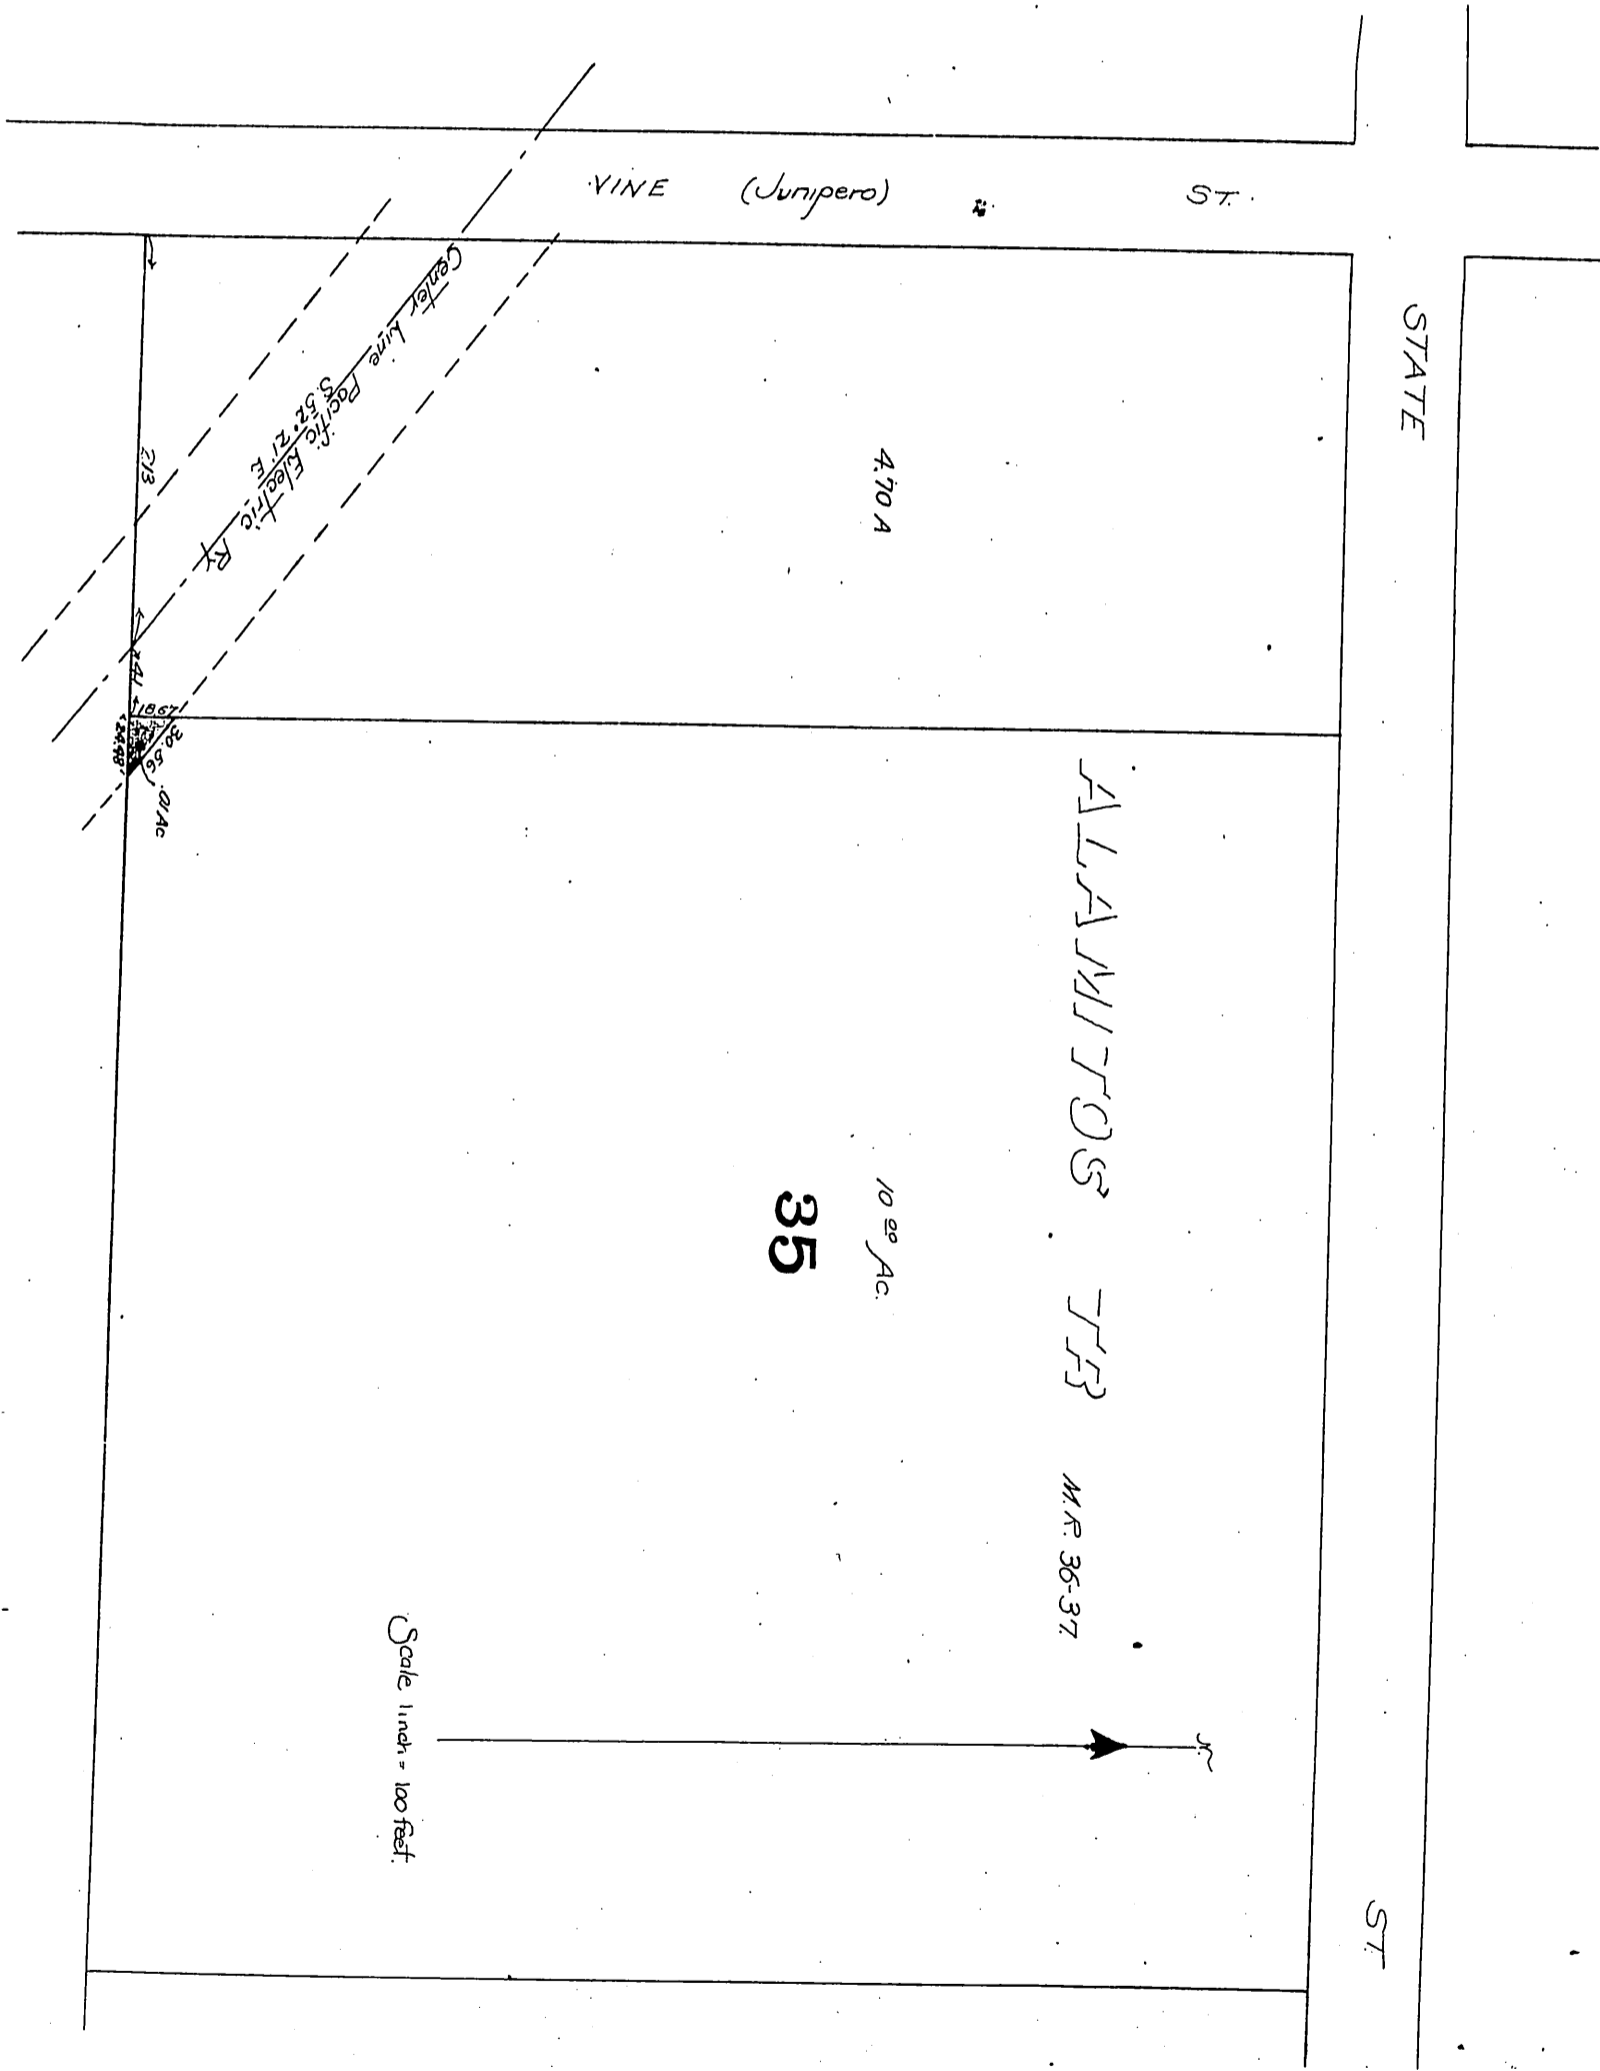 STATE ST.
VINE (Junipero) ST.
Center Line Pacific Electric Ry
S. 52° 21' E
4.70 A
ALAMITOS TR M.R. 36-37.
10 00 Ac.
35
213
41
18.67'
30.56
.01 Ac
N.
Scale 1 inch = 100 feet.